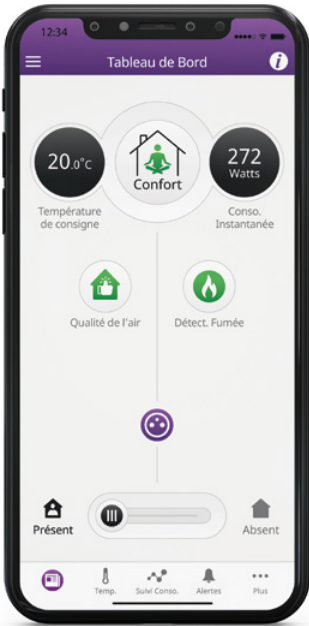 12:34
Tableau de Bord
i
20.0°c
Confort
272
Watts
Température
de consigne
Conso.
Instantanée
Qualité de l'air
Détect. Fumée
Présent
Absent
Temp.
Suivi Conso.
Alertes
Plus